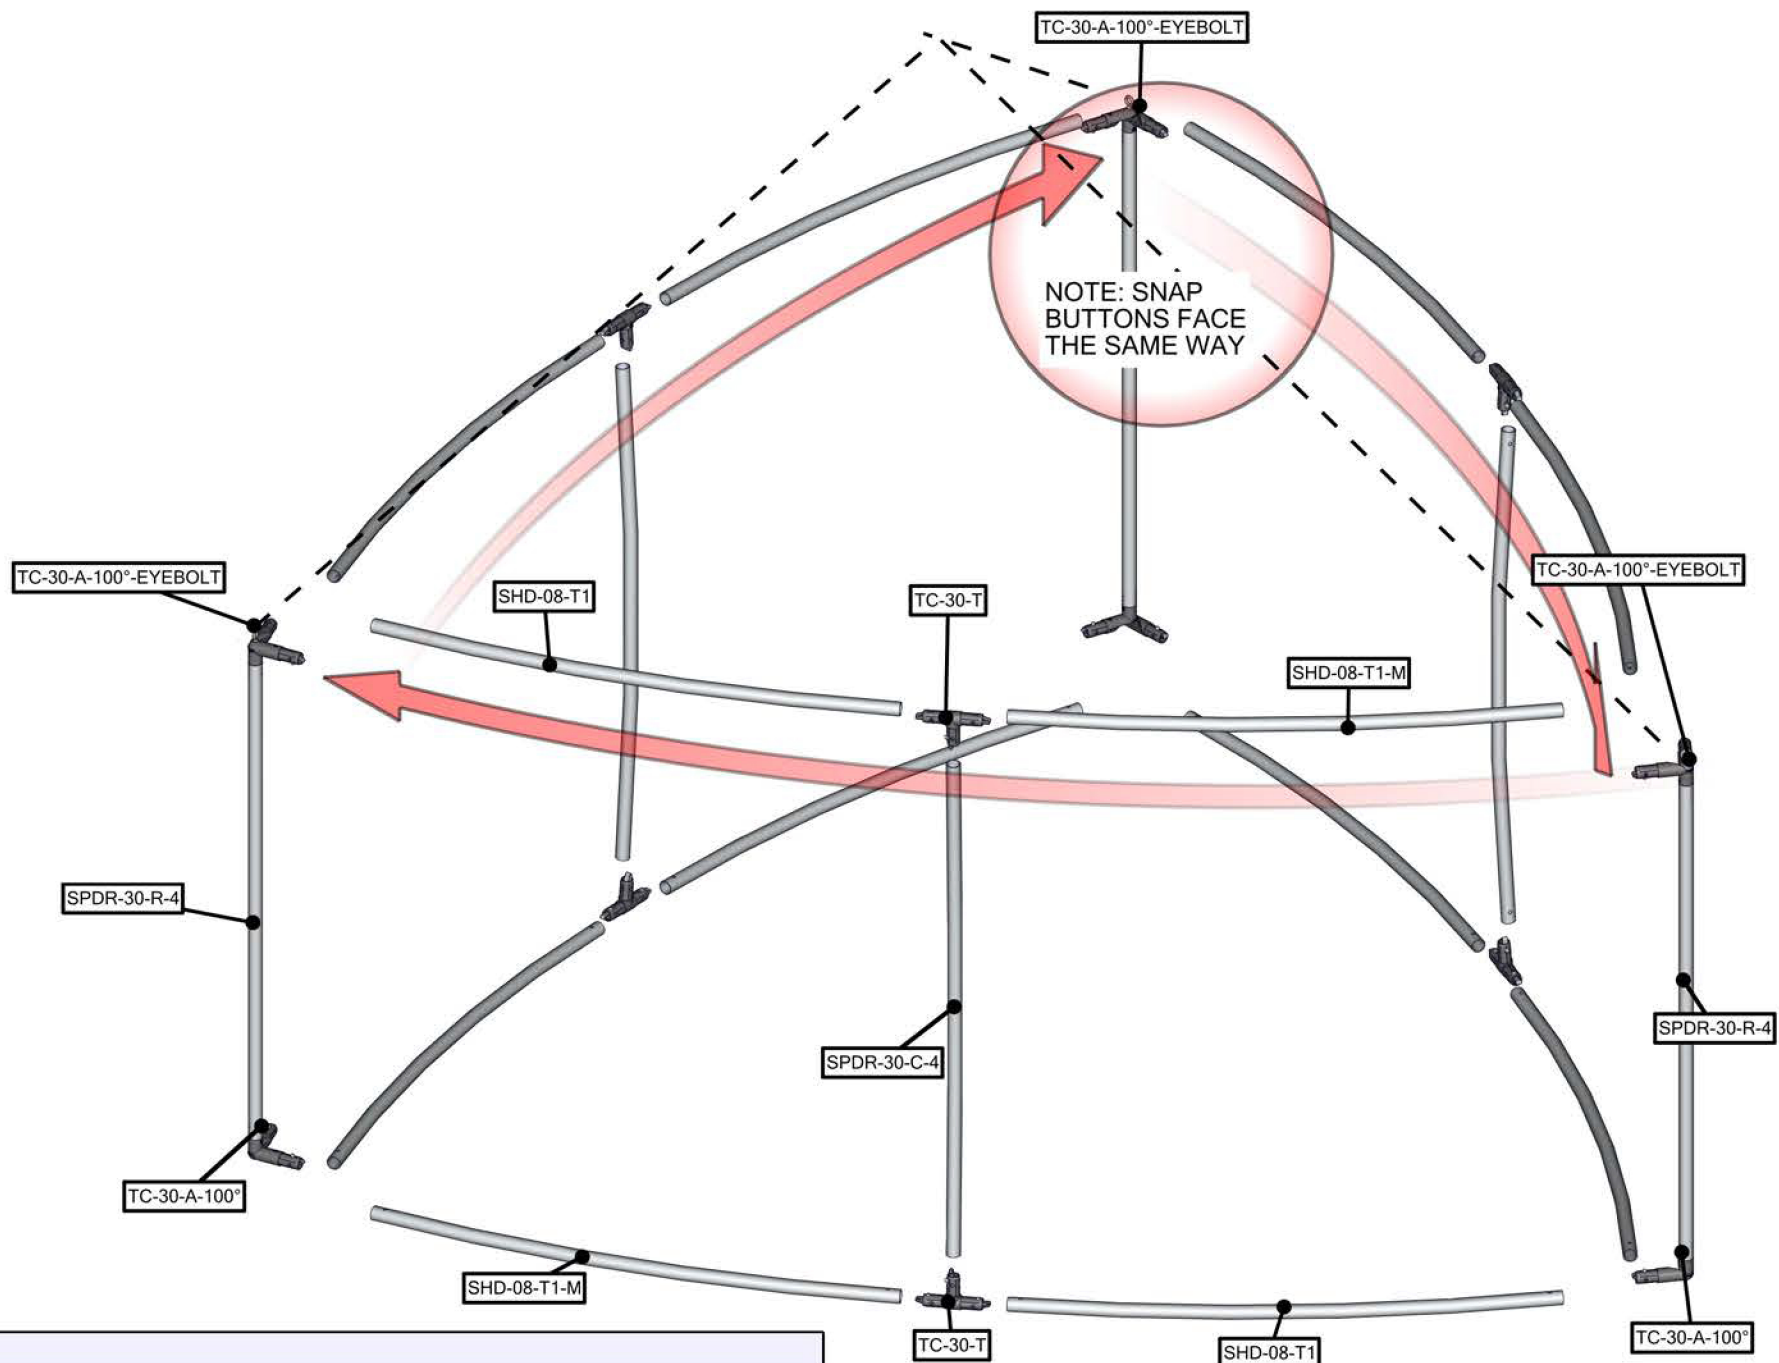 TC-30-A-100°-EYEBOLT
NOTE: SNAP
BUTTONS FACE
THE SAME WAY
TC-30-A-100°-EYEBOLT
SHD-08-T1
TC-30-T
TC-30-A-100°-EYEBOLT
SHD-08-T1-M
SPDR-30-R-4
SPDR-30-C-4
SPDR-30-R-4
TC-30-A-100°
SHD-08-T1-M
TC-30-T
SHD-08-T1
TC-30-A-100°